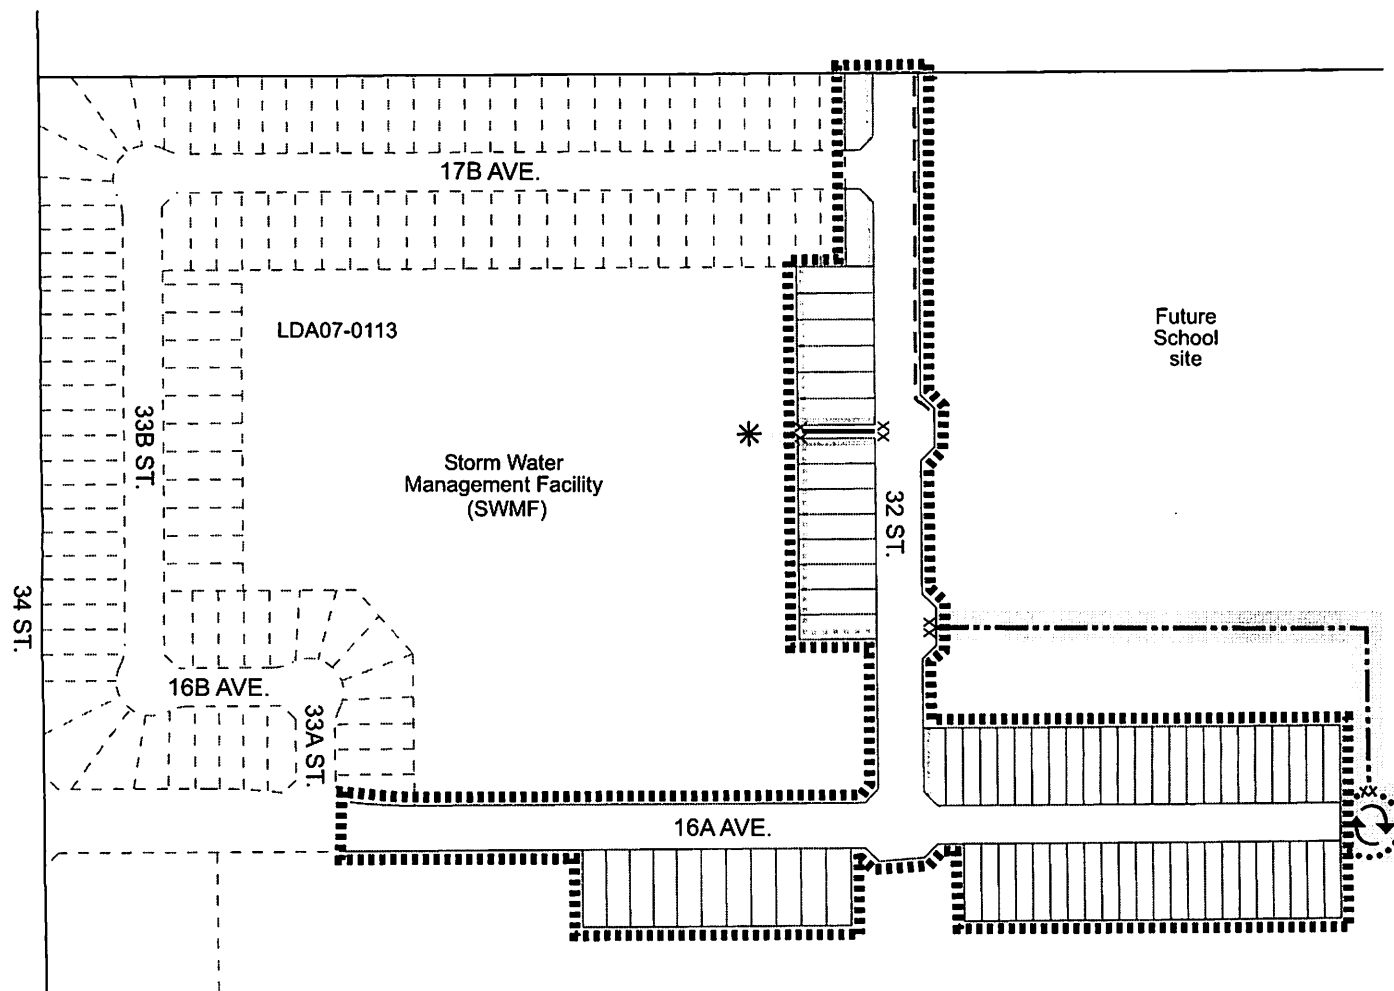 17B AVE.
LDA07-0113
Future
School
site
33B ST.
Storm Water
Management Facility
(SWMF)
32 ST.
34 ST.
16B AVE.
33A ST.
16A AVE.